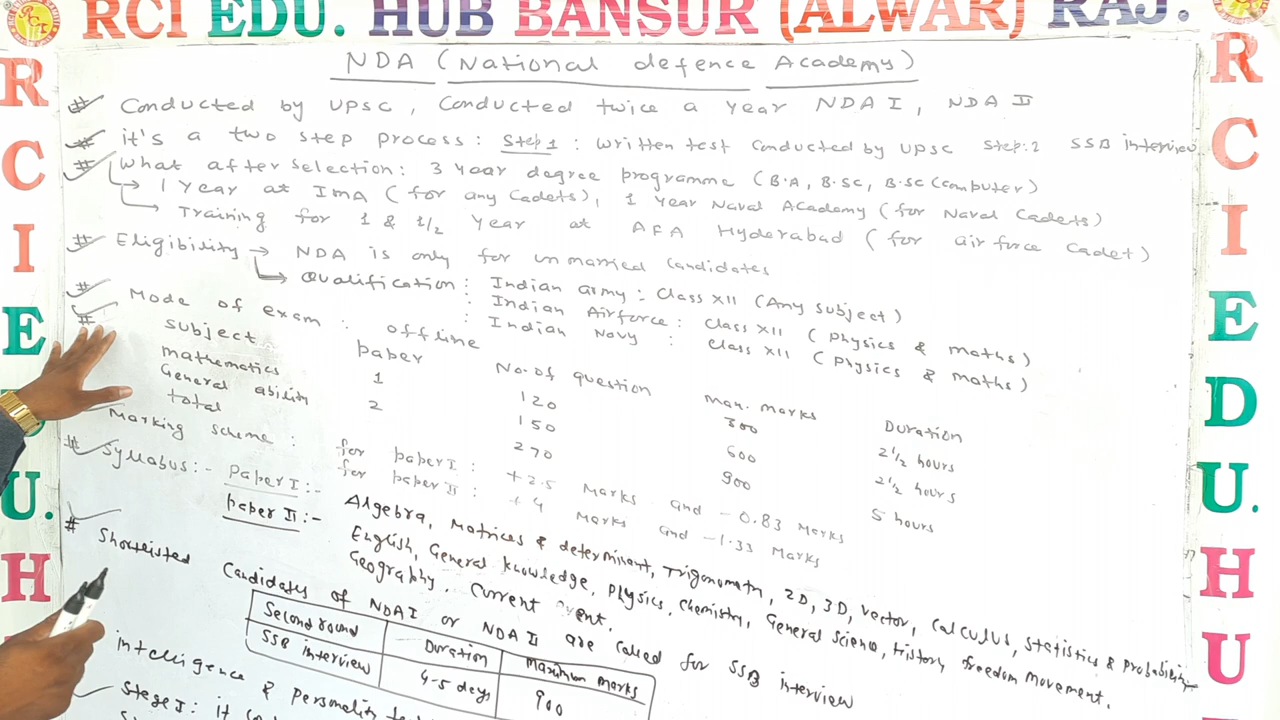 RCI EDU. HUB BANSUR (ALWAR) RAJ.
R
C
I
E
U.
H
R
C
I
E
D
U.
H
U
NDA (National defence Academy)
# Conducted by UPSC, Conducted twice a year NDA I, NDA II
# it's a two step process: Step 1 : written test conducted by UPSC Step:2 SSB interview
# What after selection: 3 year degree programme (B.A, B.SC, B.SC (computer)
→ 1 Year at IMA (for any Cadets), 1 Year Naval Academy (for Naval Cadets)
→ Training for 1 & 1/2 Year at AFA Hyderabad (for air force Cadet)
# Eligibility → NDA is only for unmarried Candidates
→ Qualification : Indian army : Class XII (Any subject)
: Indian Airforce : Class XII (Physics & Maths)
: Indian Navy : Class XII (Physics & Maths)
# Mode of exam : offline
# subject paper No. of question Man. marks Duration
mathematics 1 120 300 2 1/2 hours
General ability 2 150 600 2 1/2 hours
total 270 900 5 hours
Marking scheme : for paper I : +2.5 Marks and -0.83 Marks
for paper II : +4 Marks and -1.33 Marks
# Syllabus:- Paper I :- Algebra, Matrices & determinant, Trigonometry, 2D, 3D, vector, Calculus, Statistics & Probability
paper II :- English, General knowledge, Physics, Chemistry, General Science, History, freedom movement,
Geography, Current event.
# Shortlisted Candidates of NDA I or NDA II are called for SSB interview
Second round Duration Maximum marks
SSB interview 4-5 days 900
intelligence & personality
Stage I : it